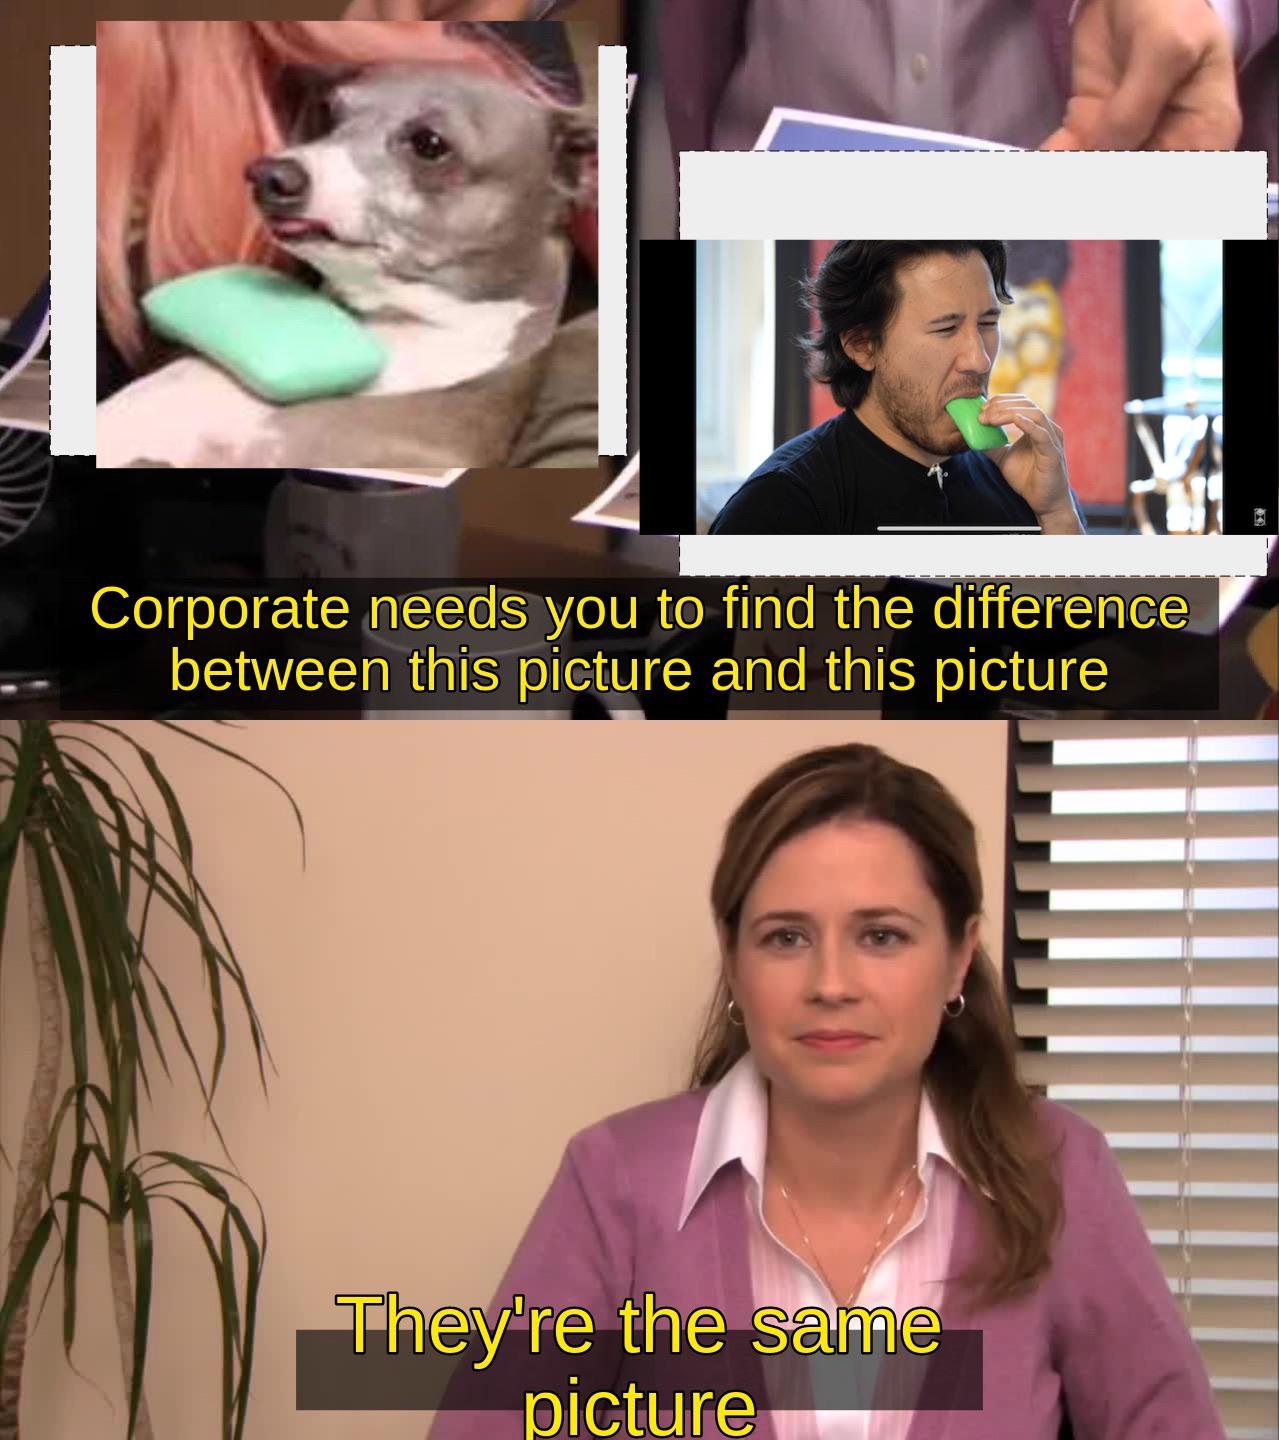 Corporate needs you to find the difference
between this picture and this picture
They're the same
picture